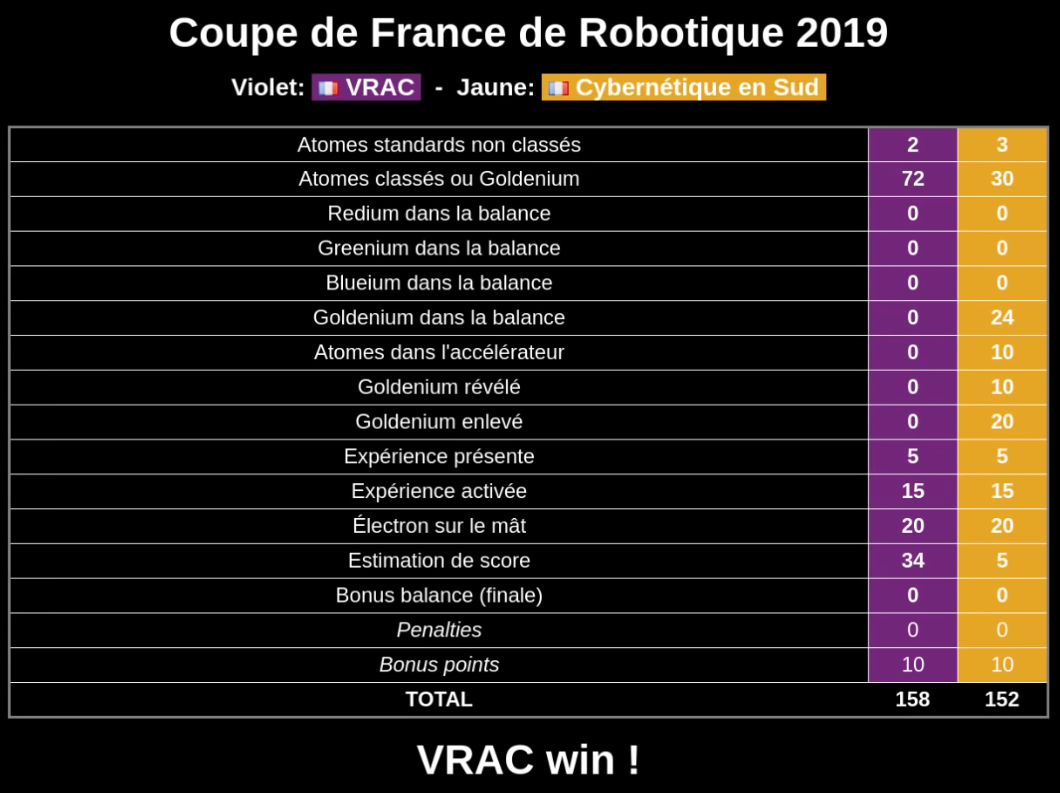 Coupe de France de Robotique 2019
Violet: VRAC - Jaune: Cybernétique en Sud
Atomes standards non classés 2 3
Atomes classés ou Goldenium 72 30
Redium dans la balance 0 0
Greenium dans la balance 0 0
Blueium dans la balance 0 0
Goldenium dans la balance 0 24
Atomes dans l'accélérateur 0 10
Goldenium révélé 0 10
Goldenium enlevé 0 20
Expérience présente 5 5
Expérience activée 15 15
Électron sur le mât 20 20
Estimation de score 34 5
Bonus balance (finale) 0 0
Penalties 0 0
Bonus points 10 10
TOTAL 158 152
VRAC win !